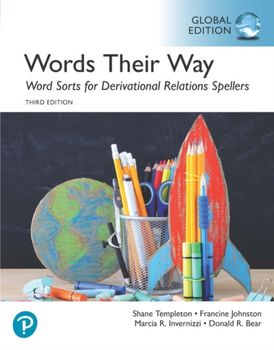 GLOBAL
EDITION
Words Their Way
Word Sorts for Derivational Relations Spellers
THIRD EDITION
Shane Templeton • Francine Johnston
Marcia R. Invernizzi • Donald R. Bear
P